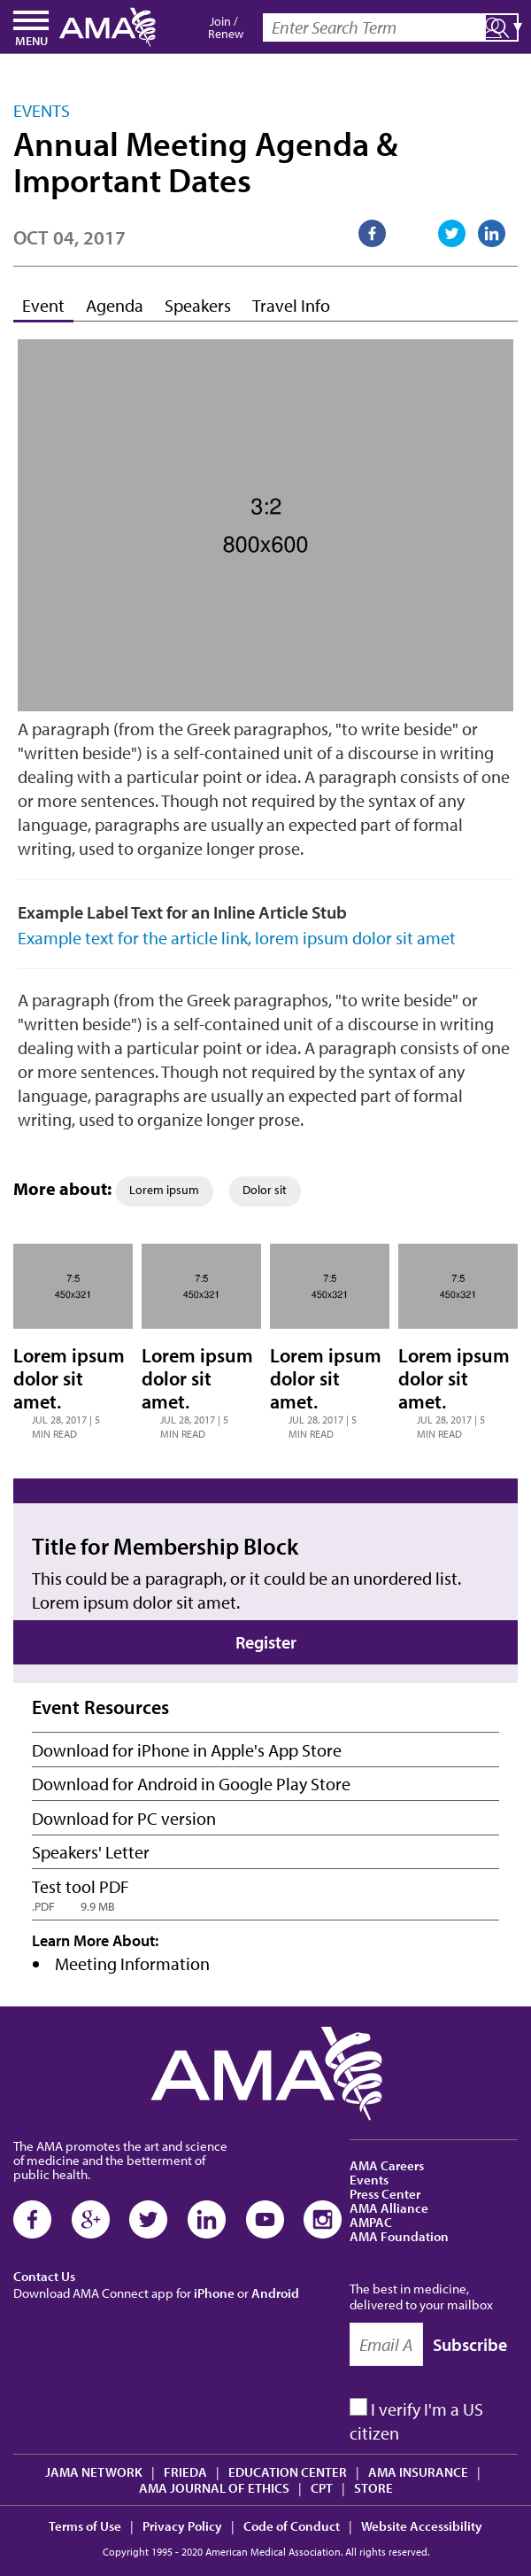 MENU
AMA
Join /
Renew
Enter Search Term
EVENTS
Annual Meeting Agenda &
Important Dates
OCT 04, 2017
Event Agenda Speakers Travel Info
3:2
800x600
A paragraph (from the Greek paragraphos, "to write beside" or
"written beside") is a self-contained unit of a discourse in writing
dealing with a particular point or idea. A paragraph consists of one
or more sentences. Though not required by the syntax of any
language, paragraphs are usually an expected part of formal
writing, used to organize longer prose.
Example Label Text for an Inline Article Stub
Example text for the article link, lorem ipsum dolor sit amet
A paragraph (from the Greek paragraphos, "to write beside" or
"written beside") is a self-contained unit of a discourse in writing
dealing with a particular point or idea. A paragraph consists of one
or more sentences. Though not required by the syntax of any
language, paragraphs are usually an expected part of formal
writing, used to organize longer prose.
More about: Lorem ipsum Dolor sit
7:5
450x321
Lorem ipsum
dolor sit
amet.
JUL 28, 2017 | 5
MIN READ
7:5
450x321
Lorem ipsum
dolor sit
amet.
JUL 28, 2017 | 5
MIN READ
7:5
450x321
Lorem ipsum
dolor sit
amet.
JUL 28, 2017 | 5
MIN READ
7:5
450x321
Lorem ipsum
dolor sit
amet.
JUL 28, 2017 | 5
MIN READ
Title for Membership Block
This could be a paragraph, or it could be an unordered list.
Lorem ipsum dolor sit amet.
Register
Event Resources
Download for iPhone in Apple's App Store
Download for Android in Google Play Store
Download for PC version
Speakers' Letter
Test tool PDF
.PDF 9.9 MB
Learn More About:
• Meeting Information
AMA
The AMA promotes the art and science
of medicine and the betterment of
public health.
Contact Us
Download AMA Connect app for iPhone or Android
AMA Careers
Events
Press Center
AMA Alliance
AMPAC
AMA Foundation
The best in medicine,
delivered to your mailbox
Email A Subscribe
I verify I'm a US
citizen
JAMA NETWORK | FRIEDA | EDUCATION CENTER | AMA INSURANCE |
AMA JOURNAL OF ETHICS | CPT | STORE
Terms of Use | Privacy Policy | Code of Conduct | Website Accessibility
Copyright 1995 - 2020 American Medical Association. All rights reserved.